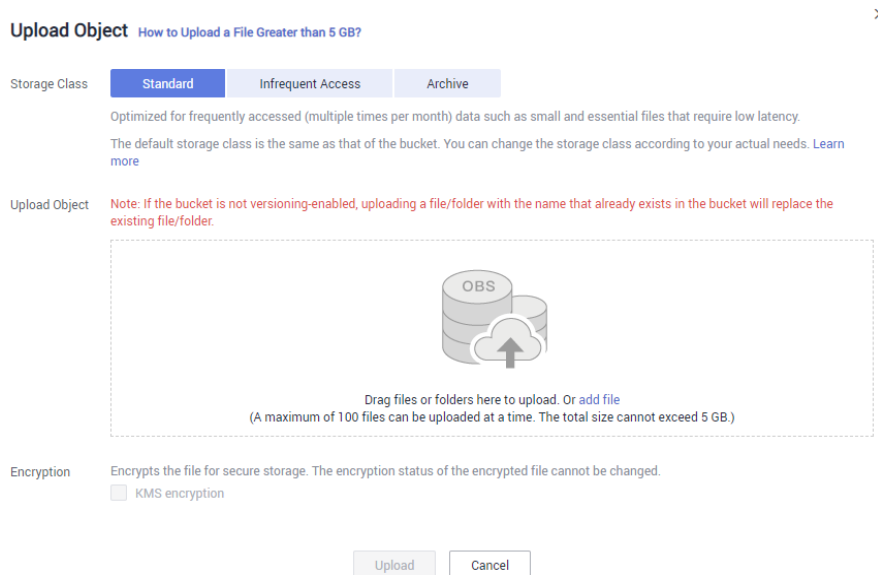 Upload Object How to Upload a File Greater than 5 GB?
Storage Class Standard Infrequent Access Archive
Optimized for frequently accessed (multiple times per month) data such as small and essential files that require low latency.
The default storage class is the same as that of the bucket. You can change the storage class according to your actual needs. Learn
more
Upload Object Note: If the bucket is not versioning-enabled, uploading a file/folder with the name that already exists in the bucket will replace the
existing file/folder.
OBS
Drag files or folders here to upload. Or add file
(A maximum of 100 files can be uploaded at a time. The total size cannot exceed 5 GB.)
Encryption Encrypts the file for secure storage. The encryption status of the encrypted file cannot be changed.
KMS encryption
Upload Cancel